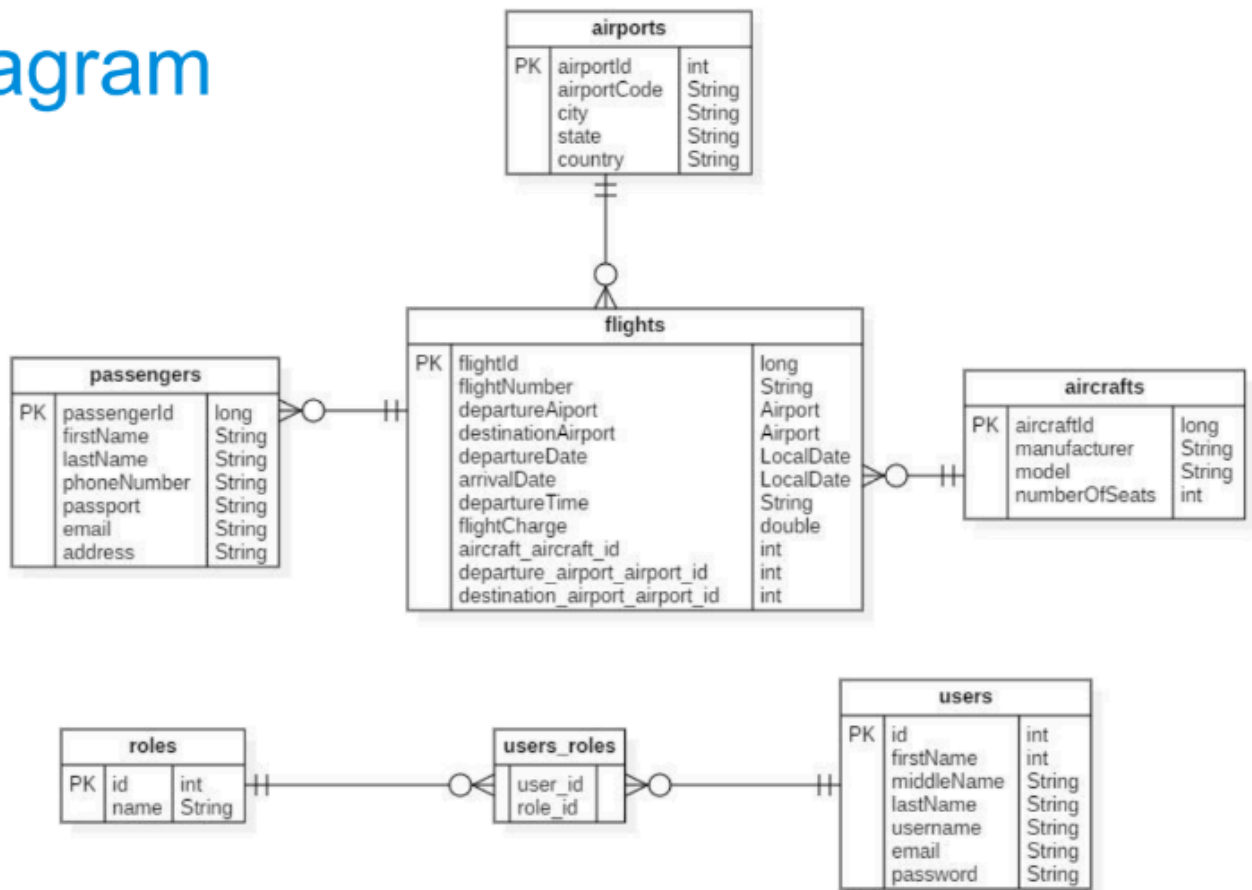 agram
airports
PK airportId int
airportCode String
city String
state String
country String
flights
PK flightId long
flightNumber String
departureAiport Airport
destinationAirport Airport
departureDate LocalDate
arrivalDate LocalDate
departureTime String
flightCharge double
aircraft_aircraft_id int
departure_airport_airport_id int
destination_airport_airport_id int
passengers
PK passengerId long
firstName String
lastName String
phoneNumber String
passport String
email String
address String
aircrafts
PK aircraftId long
manufacturer String
model String
numberOfSeats int
roles
PK id int
name String
users_roles
user_id
role_id
users
PK id int
firstName int
middleName String
lastName String
username String
email String
password String